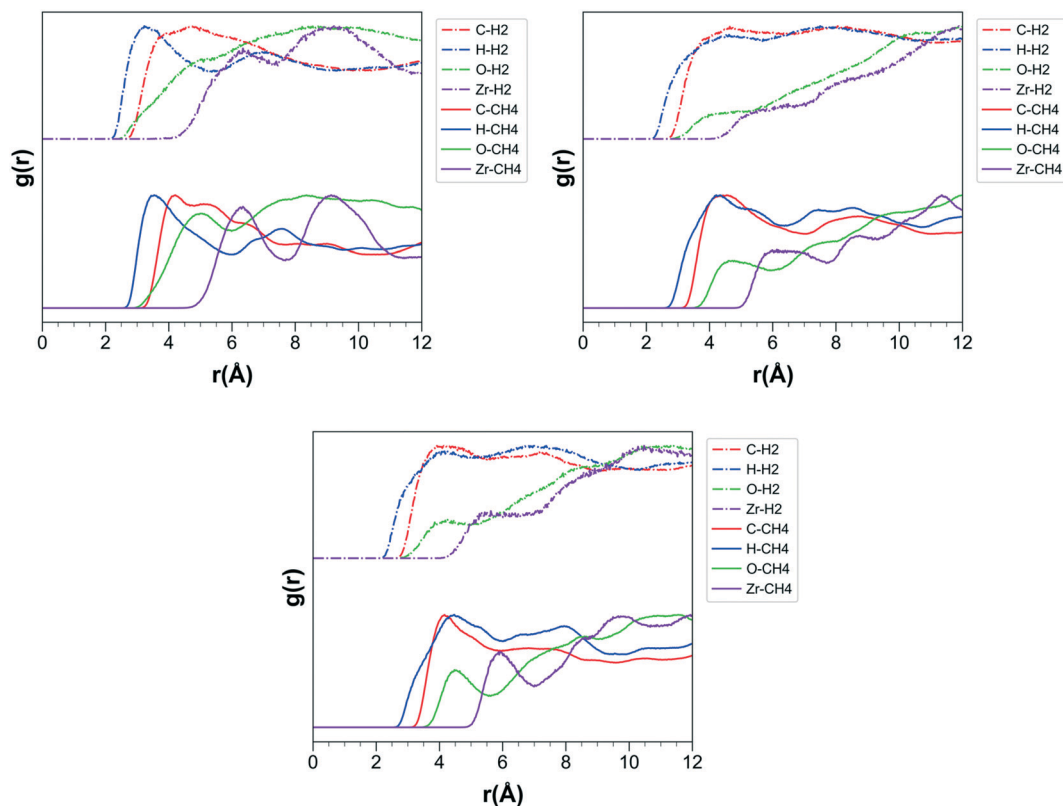 g(r)
C-H2
H-H2
O-H2
Zr-H2
C-CH4
H-CH4
O-CH4
Zr-CH4
0 2 4 6 8 10 12
r(Å)
g(r)
C-H2
H-H2
O-H2
Zr-H2
C-CH4
H-CH4
O-CH4
Zr-CH4
0 2 4 6 8 10 12
r(Å)
g(r)
C-H2
H-H2
O-H2
Zr-H2
C-CH4
H-CH4
O-CH4
Zr-CH4
0 2 4 6 8 10 12
r(Å)